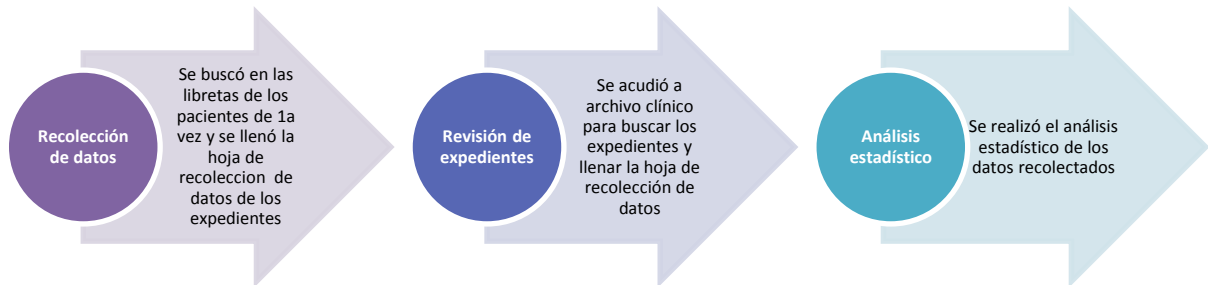 Recolección
de datos
Se buscó en las
libretas de los
pacientes de 1a
vez y se llenó la
hoja de
recoleccion de
datos de los
expedientes
Revisión de
expedientes
Se acudió a
archivo clínico
para buscar los
expedientes y
llenar la hoja de
recolección de
datos
Análisis
estadístico
Se realizó el análisis
estadístico de los
datos recolectados